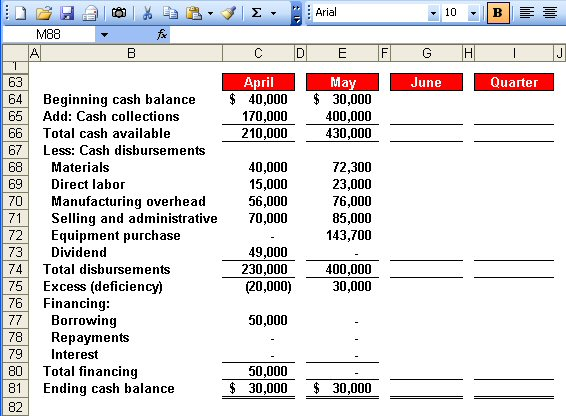 Arial 10 B
M88 fx
A B C D E F G H I J
1
63 April May June Quarter
64 Beginning cash balance $ 40,000 $ 30,000
65 Add: Cash collections 170,000 400,000
66 Total cash available 210,000 430,000
67 Less: Cash disbursements
68 Materials 40,000 72,300
69 Direct labor 15,000 23,000
70 Manufacturing overhead 56,000 76,000
71 Selling and administrative 70,000 85,000
72 Equipment purchase - 143,700
73 Dividend 49,000 -
74 Total disbursements 230,000 400,000
75 Excess (deficiency) (20,000) 30,000
76 Financing:
77 Borrowing 50,000 -
78 Repayments - -
79 Interest - -
80 Total financing 50,000 -
81 Ending cash balance $ 30,000 $ 30,000
82